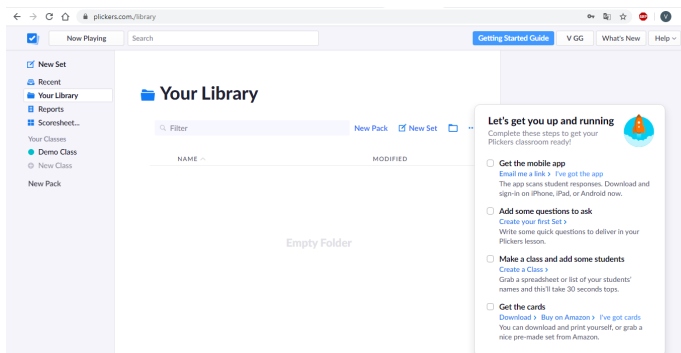 plickers.com/library
Now Playing
Search
Getting Started Guide
V GG
What's New
Help
V
New Set
Recent
Your Library
Reports
Scoresheet...
Your Classes
Demo Class
New Class
New Pack
Your Library
Filter
New Pack
New Set
NAME
MODIFIED
Empty Folder
Let's get you up and running
Complete these steps to get your
Plickers classroom ready!
Get the mobile app
Email me a link › I've got the app
The app scans student responses. Download and
sign-in on iPhone, iPad, or Android now.
Add some questions to ask
Create your first Set ›
Write some quick questions to deliver in your
Plickers lesson.
Make a class and add some students
Create a Class ›
Grab a spreadsheet or list of your students'
names and this'll take 30 seconds tops.
Get the cards
Download › Buy on Amazon › I've got cards
You can download and print yourself, or grab a
nice pre-made set from Amazon.